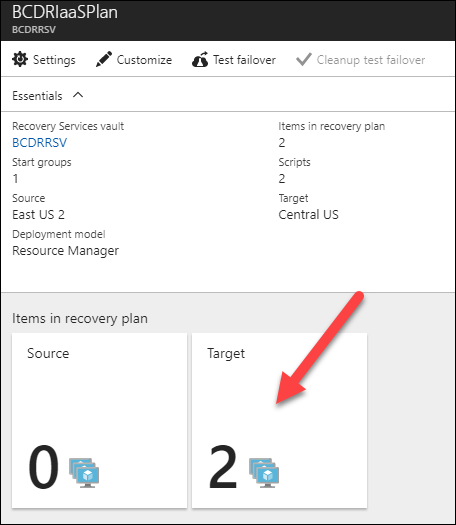 BCDRIaaSPlan
BCDRRSV
Settings Customize Test failover Cleanup test failover
Essentials
Recovery Services vault Items in recovery plan
BCDRRSV 2
Start groups Scripts
1 2
Source Target
East US 2 Central US
Deployment model
Resource Manager
Items in recovery plan
Source Target
0 2